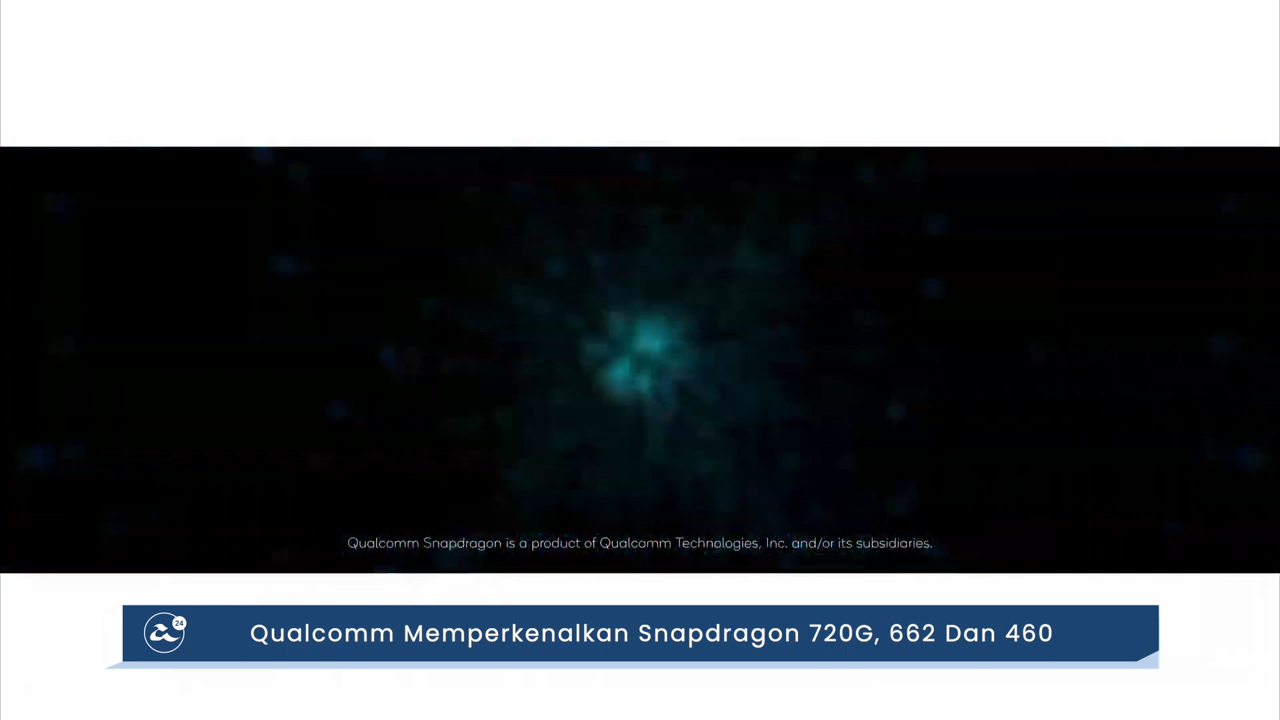 Qualcomm Snapdragon is a product of Qualcomm Technologies, Inc. and/or its subsidiaries.
24
Qualcomm Memperkenalkan Snapdragon 720G, 662 Dan 460